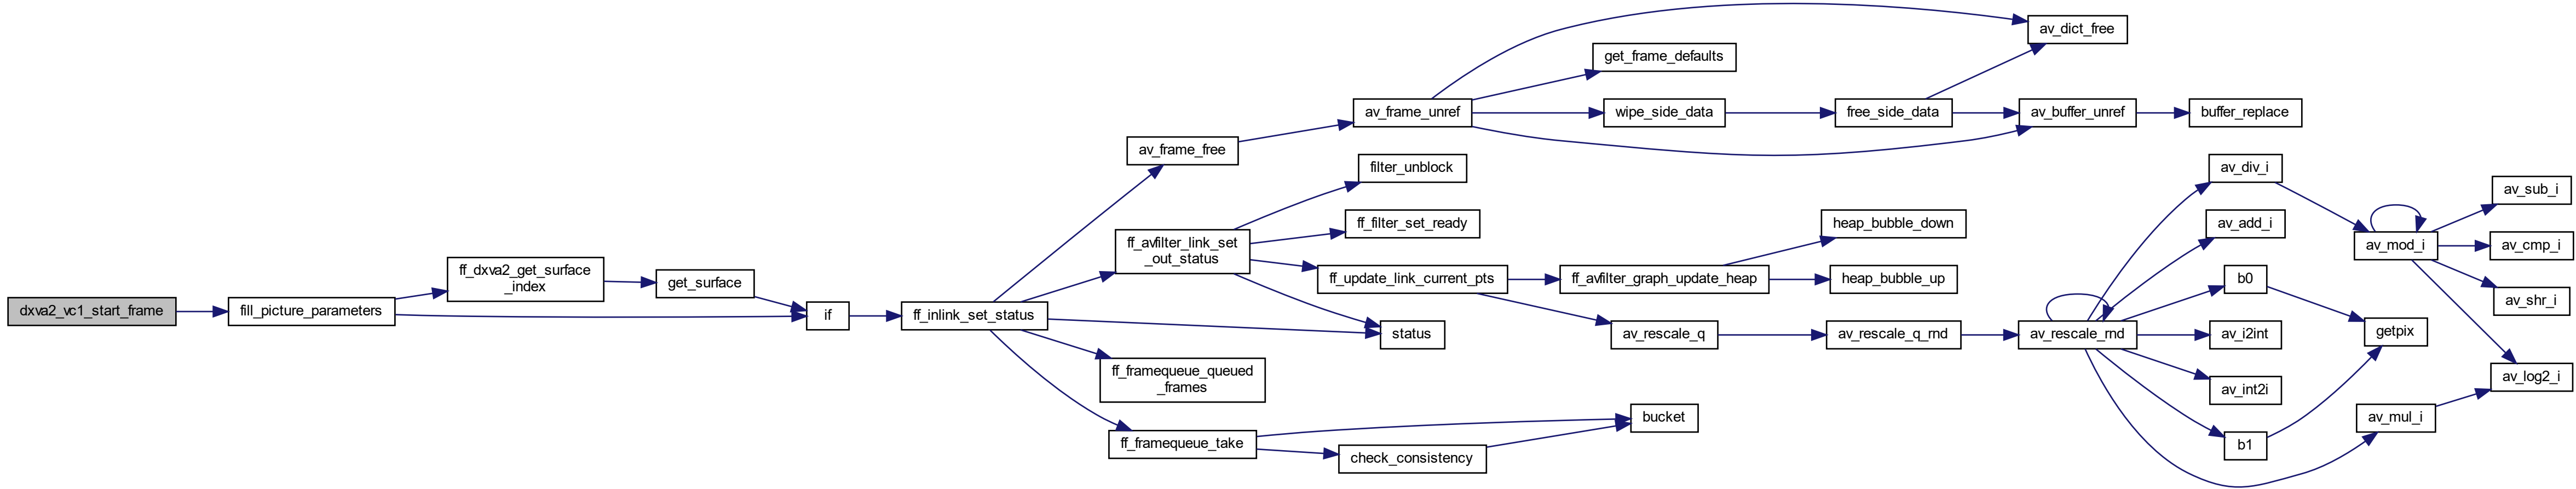 dxva2_vc1_start_frame
fill_picture_parameters
ff_dxva2_get_surface
_index
get_surface
if
ff_inlink_set_status
av_frame_free
ff_avfilter_link_set
_out_status
status
ff_framequeue_queued
_frames
ff_framequeue_take
av_frame_unref
filter_unblock
ff_filter_set_ready
ff_update_link_current_pts
check_consistency
bucket
get_frame_defaults
wipe_side_data
free_side_data
av_dict_free
av_buffer_unref
buffer_replace
ff_avfilter_graph_update_heap
heap_bubble_down
heap_bubble_up
av_rescale_q
av_rescale_q_rnd
av_rescale_rnd
av_div_i
av_add_i
b0
av_i2int
av_int2i
b1
av_mod_i
getpix
av_mul_i
av_sub_i
av_cmp_i
av_shr_i
av_log2_i